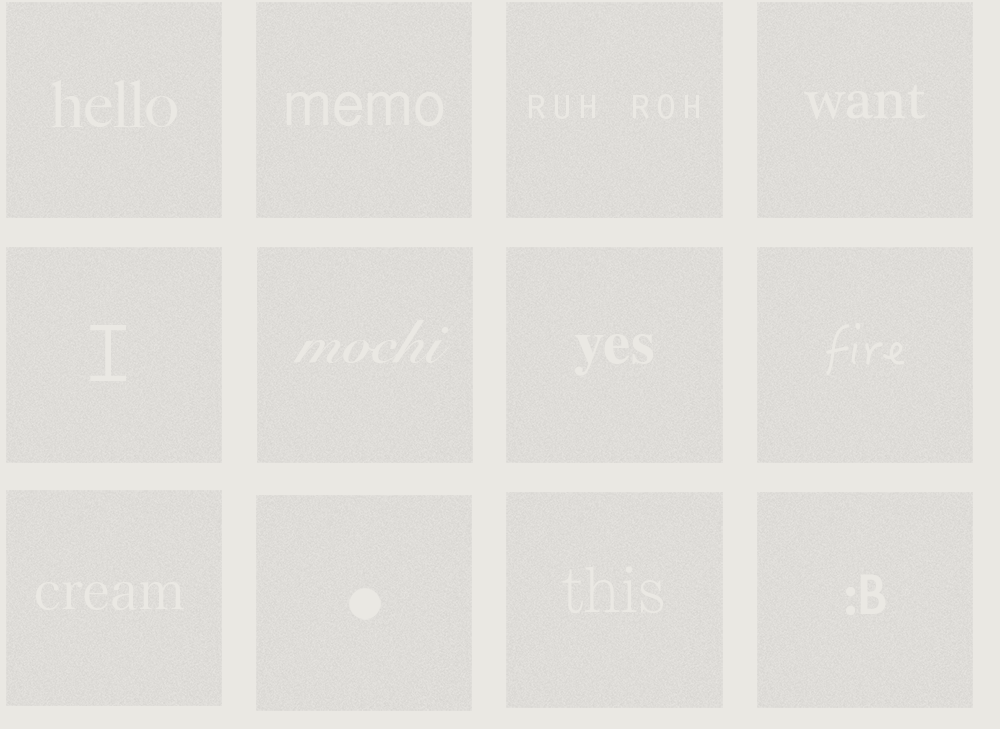 hello
memo
RUH ROH
want
I
mochi
yes
fire
cream
●
this
:B